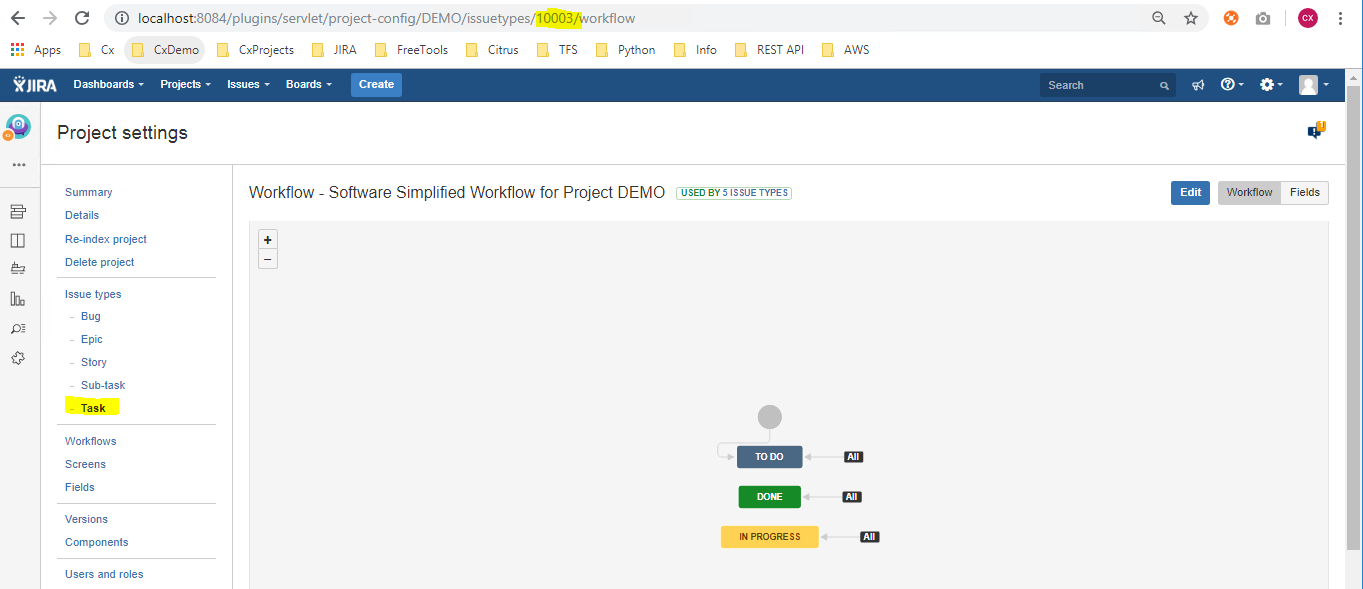 localhost:8084/plugins/servlet/project-config/DEMO/issuetypes/10003/workflow
CX
Apps Cx CxDemo CxProjects JIRA FreeTools Citrus TFS Python Info REST API AWS
JIRA Dashboards Projects Issues Boards Create Search
Project settings
1
Summary
Workflow - Software Simplified Workflow for Project DEMO USED BY 5 ISSUE TYPES Edit Workflow Fields
Details
Re-index project
Delete project
Issue types
Bug
Epic
Story
Sub-task
Task
Workflows
Screens
Fields
Versions
Components
Users and roles
TO DO All
DONE All
IN PROGRESS All